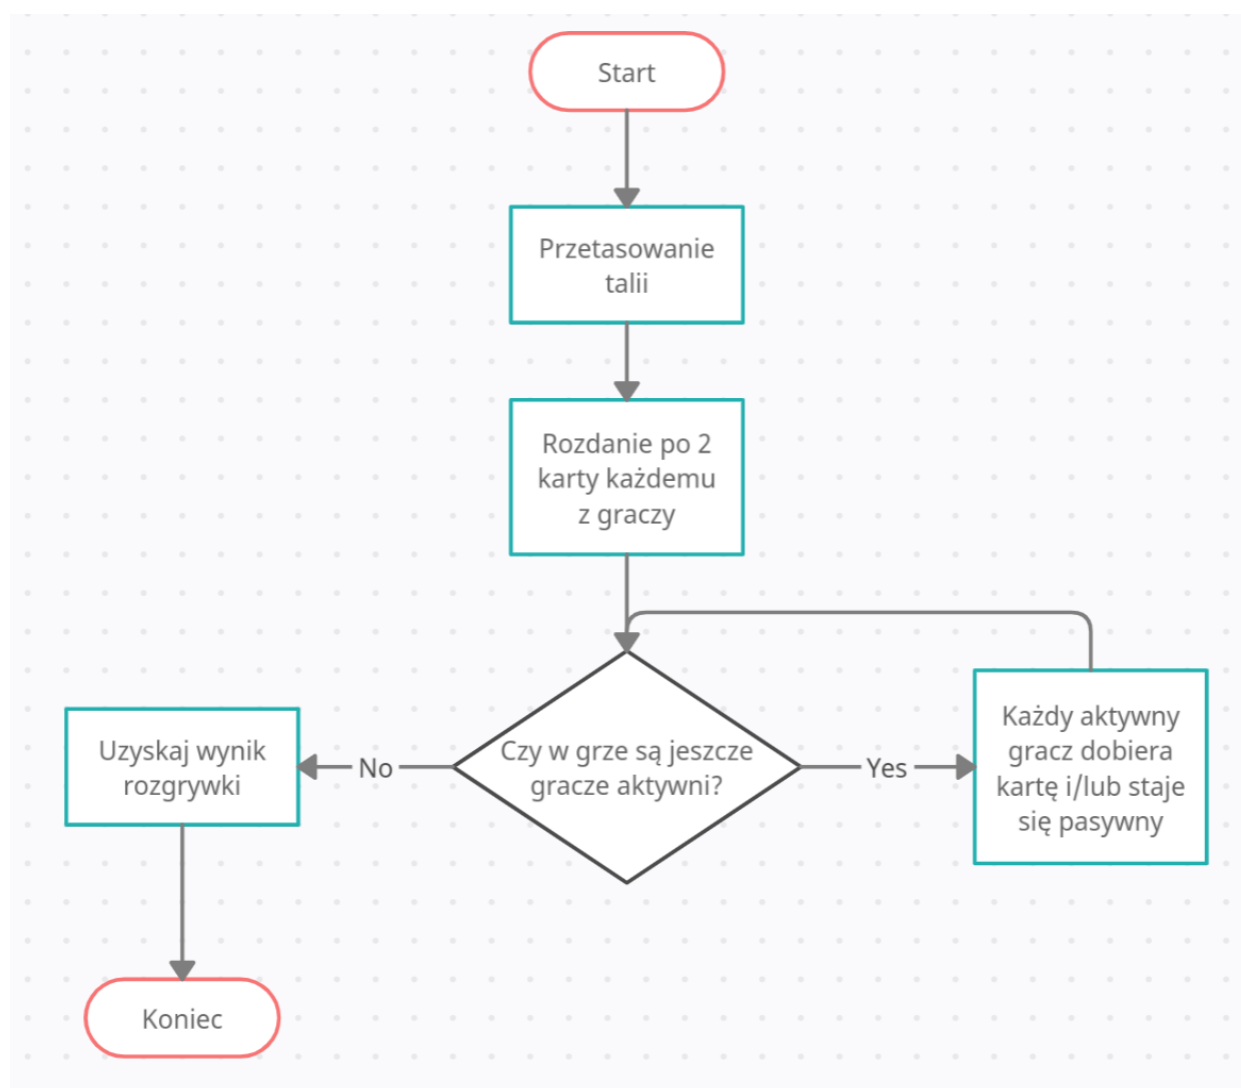 Start
Przetasowanie
talii
Rozdanie po 2
karty każdemu
z graczy
Czy w grze są jeszcze
gracze aktywni?
No
Yes
Uzyskaj wynik
rozgrywki
Każdy aktywny
gracz dobiera
kartę i/lub staje
się pasywny
Koniec